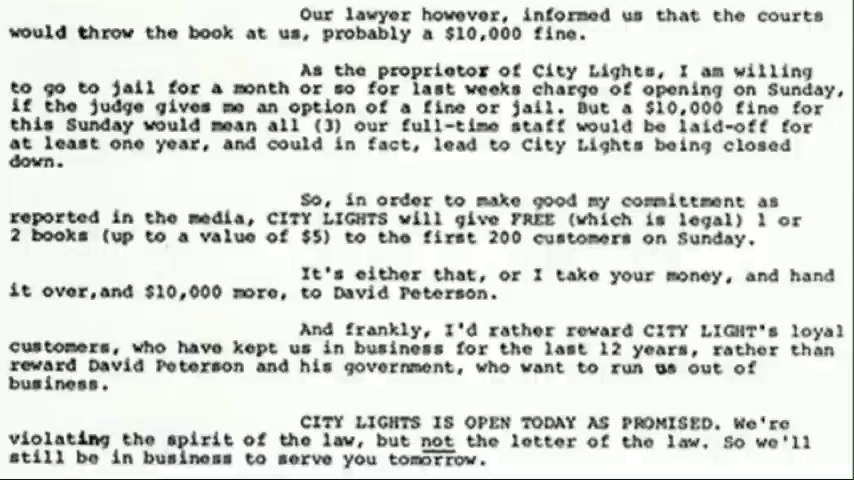 Our lawyer however, informed us that the courts
would throw the book at us, probably a $10,000 fine.
As the proprietor of City Lights, I am willing
to go to jail for a month or so for last weeks charge of opening on Sunday,
if the judge gives me an option of a fine or jail. But a $10,000 fine for
this Sunday would mean all (3) our full-time staff would be laid-off for
at least one year, and could in fact, lead to City Lights being closed
down.
So, in order to make good my committment as
reported in the media, CITY LIGHTS will give FREE (which is legal) 1 or
2 books (up to a value of $5) to the first 200 customers on Sunday.
It's either that, or I take your money, and hand
it over,and $10,000 more, to David Peterson.
And frankly, I'd rather reward CITY LIGHT's loyal
customers, who have kept us in business for the last 12 years, rather than
reward David Peterson and his government, who want to run us out of
business.
CITY LIGHTS IS OPEN TODAY AS PROMISED. We're
violating the spirit of the law, but not the letter of the law. So we'll
still be in business to serve you tomorrow.